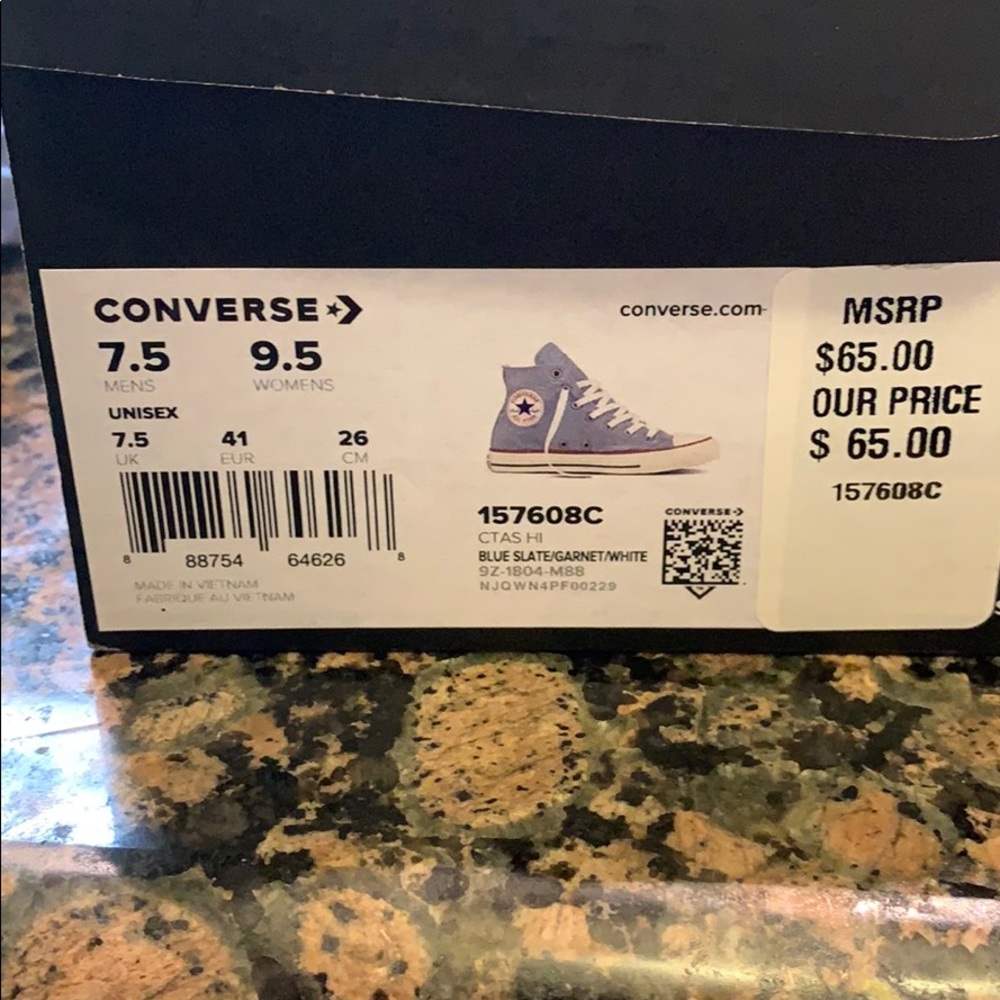 CONVERSE
converse.com
7.5 9.5
MENS WOMENS
UNISEX
7.5 41 26
UK EUR CM
8 88754 64626 8
MADE IN VIETNAM
FABRIQUE AU VIETNAM
157608C
CTAS HI
BLUE SLATE/GARNET/WHITE
9Z-1804-M88
NJQWN4PF00229
CONVERSE
MSRP
$65.00
OUR PRICE
$ 65.00
157608C